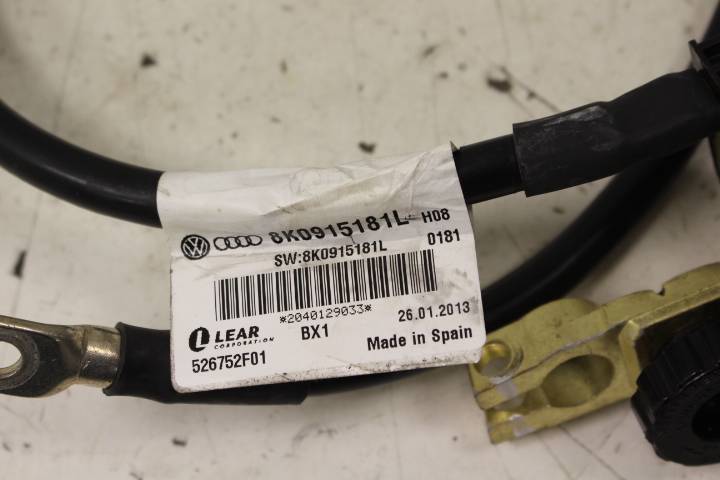 8K0915181L H08
SW:8K0915181L 0181
*2040129033*
LEAR BX1 26.01.2013
CORPORATION
526752F01 Made in Spain